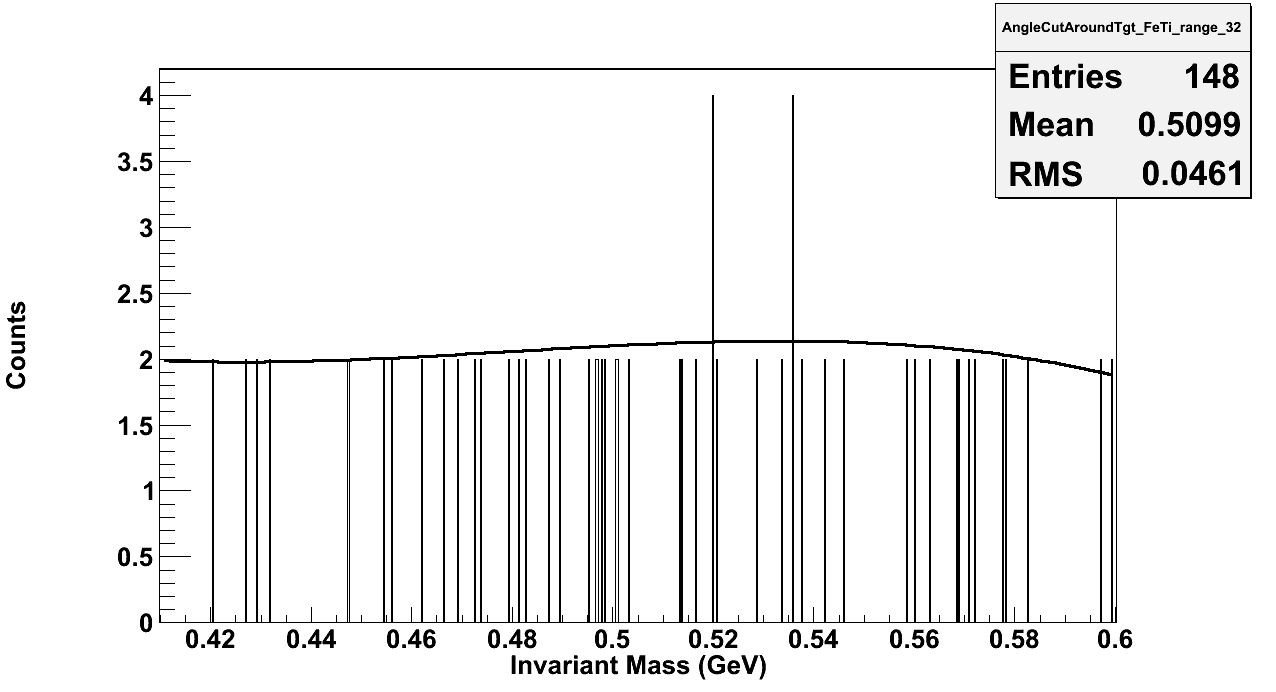 AngleCutAroundTgt_FeTi_range_32
Entries 148
Mean 0.5099
RMS 0.0461
Counts
4
3.5
3
2.5
2
1.5
1
0.5
0
0.42 0.44 0.46 0.48 0.5 0.52 0.54 0.56 0.58 0.6
Invariant Mass (GeV)